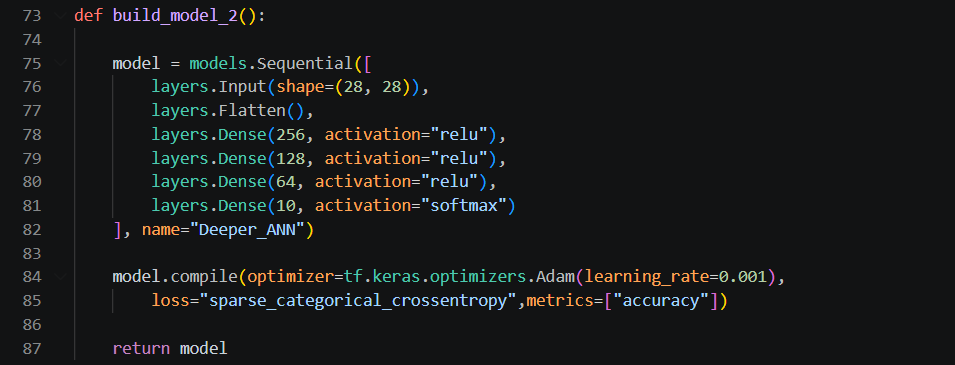 73 def build_model_2():
74
75     model = models.Sequential([
76         layers.Input(shape=(28, 28)),
77         layers.Flatten(),
78         layers.Dense(256, activation="relu"),
79         layers.Dense(128, activation="relu"),
80         layers.Dense(64, activation="relu"),
81         layers.Dense(10, activation="softmax")
82     ], name="Deeper_ANN")
83
84     model.compile(optimizer=tf.keras.optimizers.Adam(learning_rate=0.001),
85         loss="sparse_categorical_crossentropy",metrics=["accuracy"])
86
87     return model